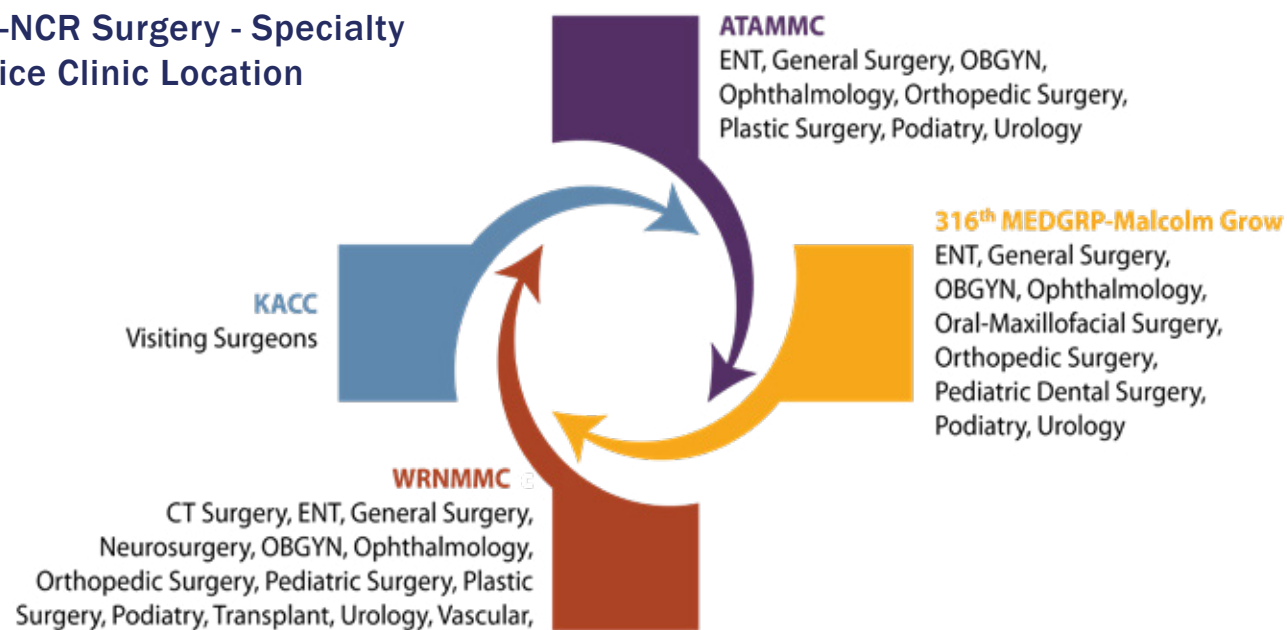 -NCR Surgery - Specialty
ice Clinic Location
ATAMMC
ENT, General Surgery, OBGYN,
Ophthalmology, Orthopedic Surgery,
Plastic Surgery, Podiatry, Urology
316th MEDGRP-Malcolm Grow
ENT, General Surgery,
OBGYN, Ophthalmology,
Oral-Maxillofacial Surgery,
Orthopedic Surgery,
Pediatric Dental Surgery,
Podiatry, Urology
KACC
Visiting Surgeons
WRNMMC
CT Surgery, ENT, General Surgery,
Neurosurgery, OBGYN, Ophthalmology,
Orthopedic Surgery, Pediatric Surgery, Plastic
Surgery, Podiatry, Transplant, Urology, Vascular,